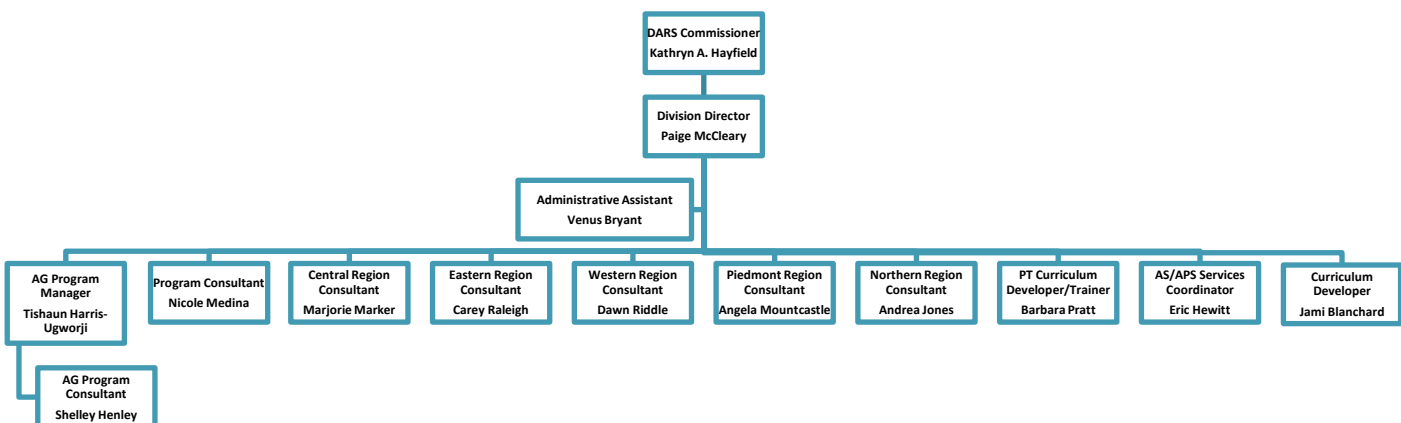 DARS Commissioner
Kathryn A. Hayfield
Division Director
Paige McCleary
Administrative Assistant
Venus Bryant
AG Program
Manager
Tishaun Harris-
Ugworji
Program Consultant
Nicole Medina
Central Region
Consultant
Marjorie Marker
Eastern Region
Consultant
Carey Raleigh
Western Region
Consultant
Dawn Riddle
Piedmont Region
Consultant
Angela Mountcastle
Northern Region
Consultant
Andrea Jones
PT Curriculum
Developer/Trainer
Barbara Pratt
AS/APS Services
Coordinator
Eric Hewitt
Curriculum
Developer
Jami Blanchard
AG Program
Consultant
Shelley Henley